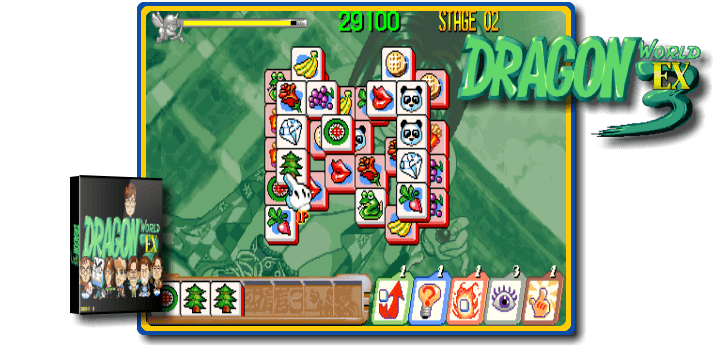 29100
STAGE 02
DRAGON WORLD
EX
3
1P
DRAGON WORLD
EX
1 1 1 3 1